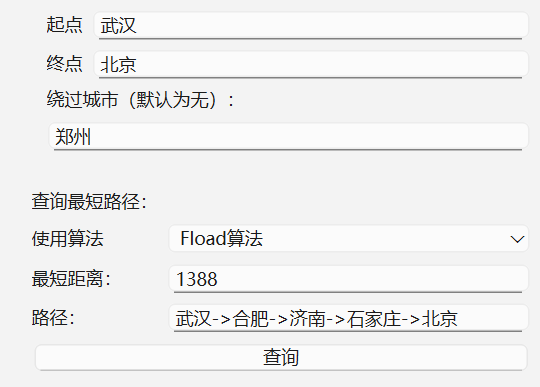 起点 武汉
终点 北京
绕过城市（默认为无）：
郑州
查询最短路径：
使用算法 Fload算法
最短距离： 1388
路径： 武汉->合肥->济南->石家庄->北京
查询